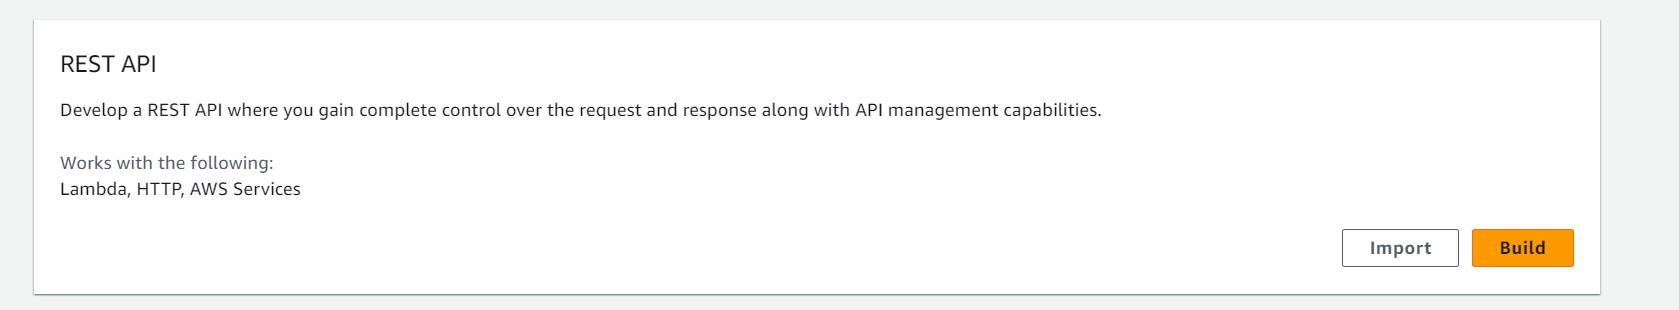 REST API
Develop a REST API where you gain complete control over the request and response along with API management capabilities.
Works with the following:
Lambda, HTTP, AWS Services
Import
Build